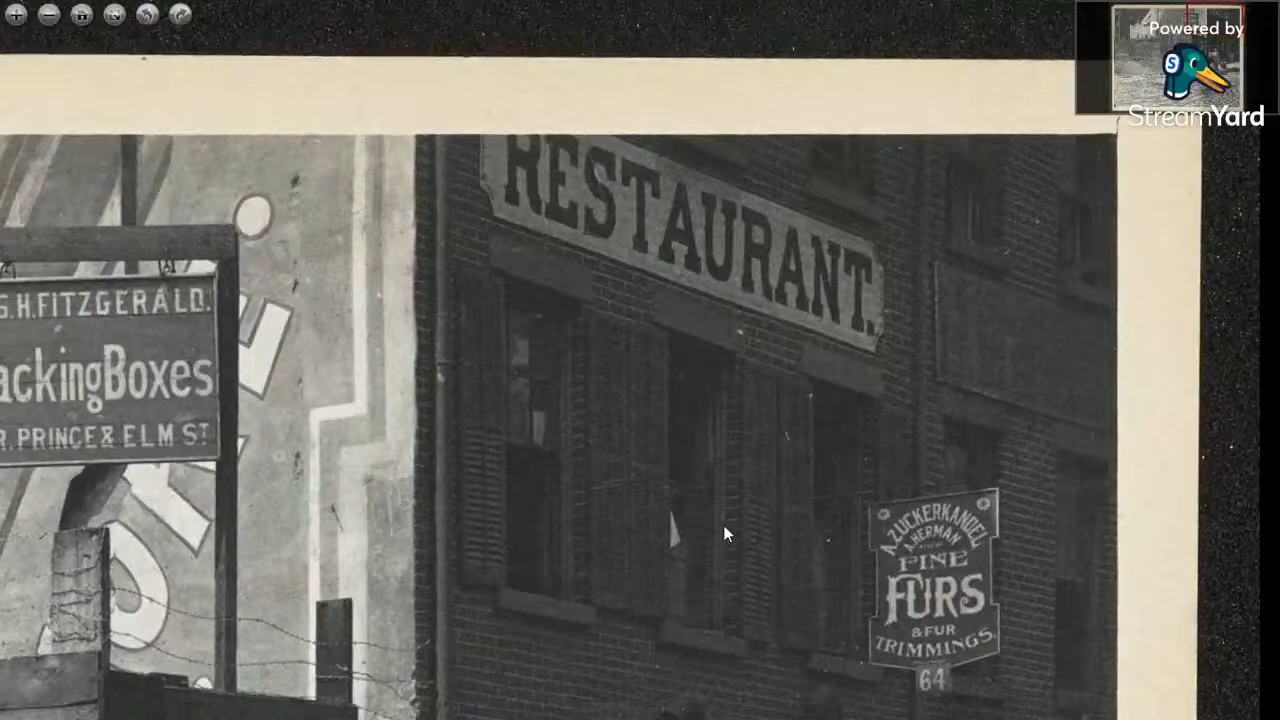 Powered by
StreamYard
RESTAURANT.
G.H.FITZGERALD.
ackingBoxes
R. PRINCE & ELM ST
A. ZUCKERKANDEL
A. HERMAN
FINE
FURS
& FUR
TRIMMINGS.
64